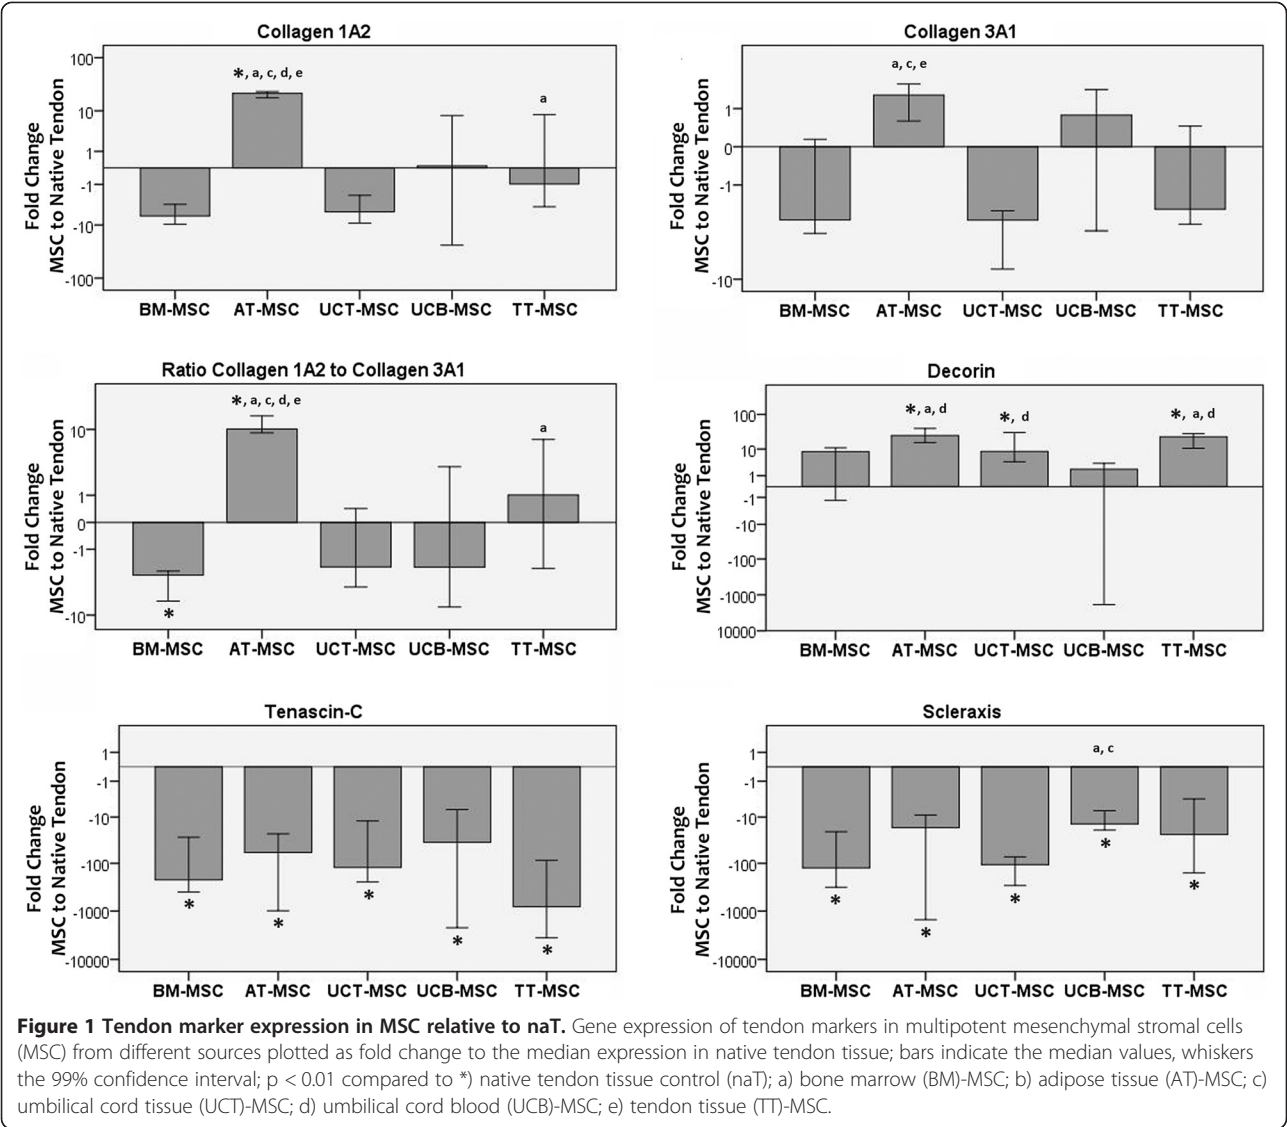 Collagen 1A2
Fold Change
MSC to Native Tendon
100
10
1
-1
-10
-100
*, a, c, d, e
a
BM-MSC AT-MSC UCT-MSC UCB-MSC TT-MSC
Collagen 3A1
Fold Change
MSC to Native Tendon
1
0
-1
-10
a, c, e
BM-MSC AT-MSC UCT-MSC UCB-MSC TT-MSC
Ratio Collagen 1A2 to Collagen 3A1
Fold Change
MSC to Native Tendon
10
1
0
-1
-10
*, a, c, d, e
a
*
BM-MSC AT-MSC UCT-MSC UCB-MSC TT-MSC
Decorin
Fold Change
MSC to Native Tendon
100
10
1
-1
-10
-100
-1000
10000
*, a, d
*, d
*, a, d
BM-MSC AT-MSC UCT-MSC UCB-MSC TT-MSC
Tenascin-C
Fold Change
MSC to Native Tendon
1
-1
-10
-100
-1000
-10000
* * * * *
BM-MSC AT-MSC UCT-MSC UCB-MSC TT-MSC
Scleraxis
Fold Change
MSC to Native Tendon
1
-1
-10
-100
-1000
-10000
a, c
* * * * *
BM-MSC AT-MSC UCT-MSC UCB-MSC TT-MSC
Figure 1 Tendon marker expression in MSC relative to naT. Gene expression of tendon markers in multipotent mesenchymal stromal cells
(MSC) from different sources plotted as fold change to the median expression in native tendon tissue; bars indicate the median values, whiskers
the 99% confidence interval; p < 0.01 compared to *) native tendon tissue control (naT); a) bone marrow (BM)-MSC; b) adipose tissue (AT)-MSC; c)
umbilical cord tissue (UCT)-MSC; d) umbilical cord blood (UCB)-MSC; e) tendon tissue (TT)-MSC.